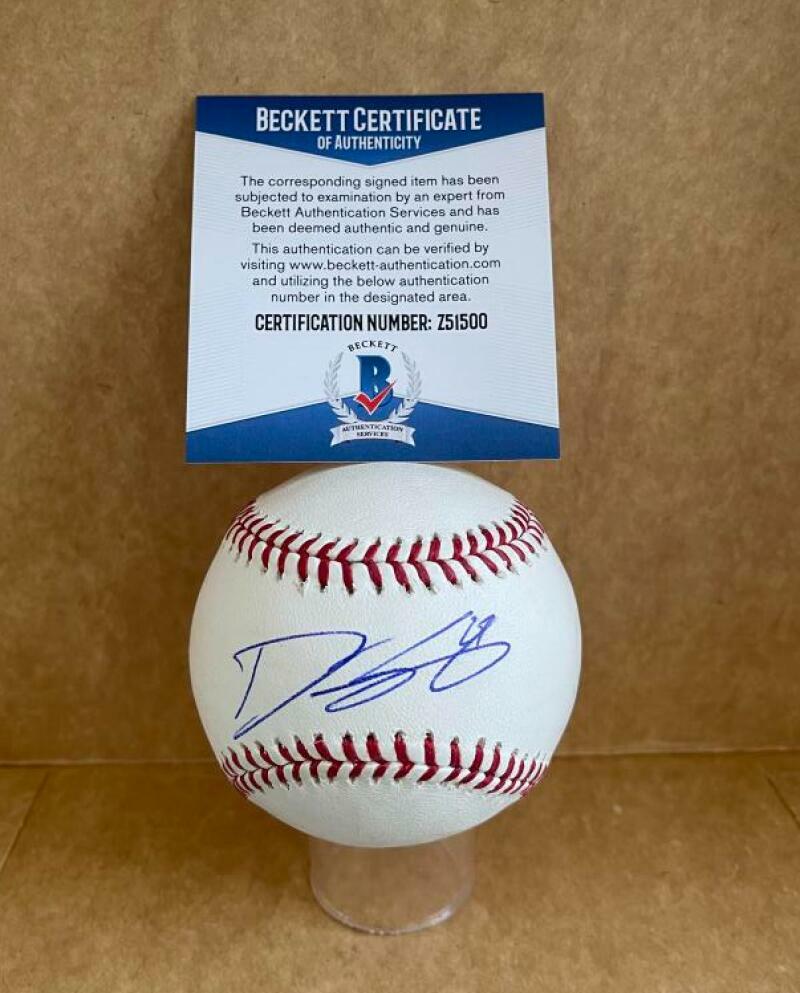 BECKETT CERTIFICATE
OF AUTHENTICITY
The corresponding signed item has been
subjected to examination by an expert from
Beckett Authentication Services and has
been deemed authentic and genuine.
This authentication can be verified by
visiting www.beckett-authentication.com
and utilizing the below authentication
number in the designated area.
CERTIFICATION NUMBER: Z51500
BECKETT
B
AUTHENTICATION
SERVICES